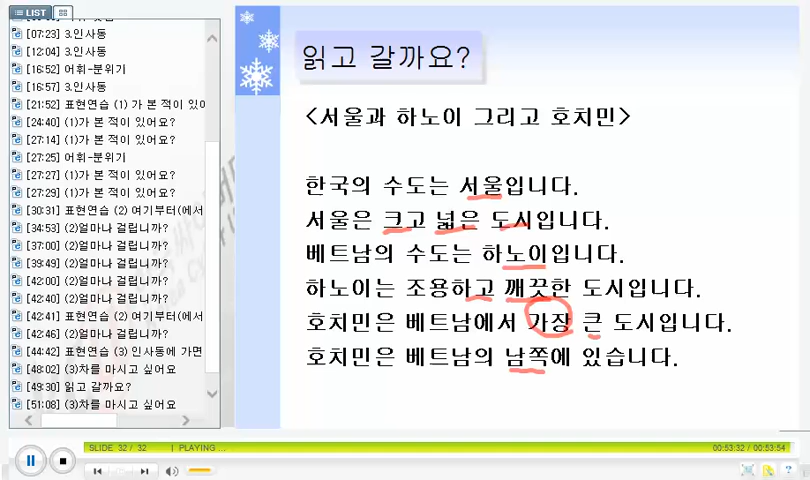 LIST
[07:23] 3.인사동
[12:04] 3.인사동
[16:52] 어휘-분위기
[16:57] 3.인사동
[21:52] 표현연습 (1) 가 본 적이 있어
[24:40] (1)가 본 적이 있어요?
[27:14] (1)가 본 적이 있어요?
[27:25] 어휘-분위기
[27:27] (1)가 본 적이 있어요?
[27:29] (1)가 본 적이 있어요?
[30:31] 표현연습 (2) 여기부터(에서
[34:53] (2)얼마나 걸립니까?
[37:00] (2)얼마나 걸립니까?
[39:49] (2)얼마나 걸립니까?
[42:00] (2)얼마나 걸립니까?
[42:40] (2)얼마나 걸립니까?
[42:41] 표현연습 (2) 여기부터(에서
[42:46] (2)얼마나 걸립니까?
[44:42] 표현연습 (3) 인사동에 가면
[48:02] (3)차를 마시고 싶어요
[49:30] 읽고 갈까요?
[51:08] (3)차를 마시고 싶어요
읽고 갈까요?
<서울과 하노이 그리고 호치민>
한국의 수도는 서울입니다.
서울은 크고 넓은 도시입니다.
베트남의 수도는 하노이입니다.
하노이는 조용하고 깨끗한 도시입니다.
호치민은 베트남에서 가장 큰 도시입니다.
호치민은 베트남의 남쪽에 있습니다.
SLIDE 32 / 32 | PLAYING ...
00:53:32 / 00:53:54